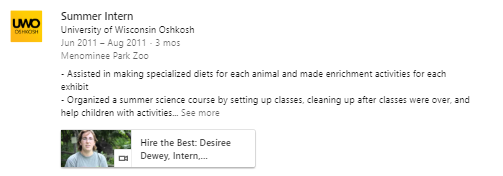 UWO
OSHKOSH
Summer Intern
University of Wisconsin Oshkosh
Jun 2011 – Aug 2011 · 3 mos
Menominee Park Zoo
- Assisted in making specialized diets for each animal and made enrichment activities for each
exhibit
- Organized a summer science course by setting up classes, cleaning up after classes were over, and
help children with activities... See more
Hire the Best: Desiree
Dewey, Intern,...